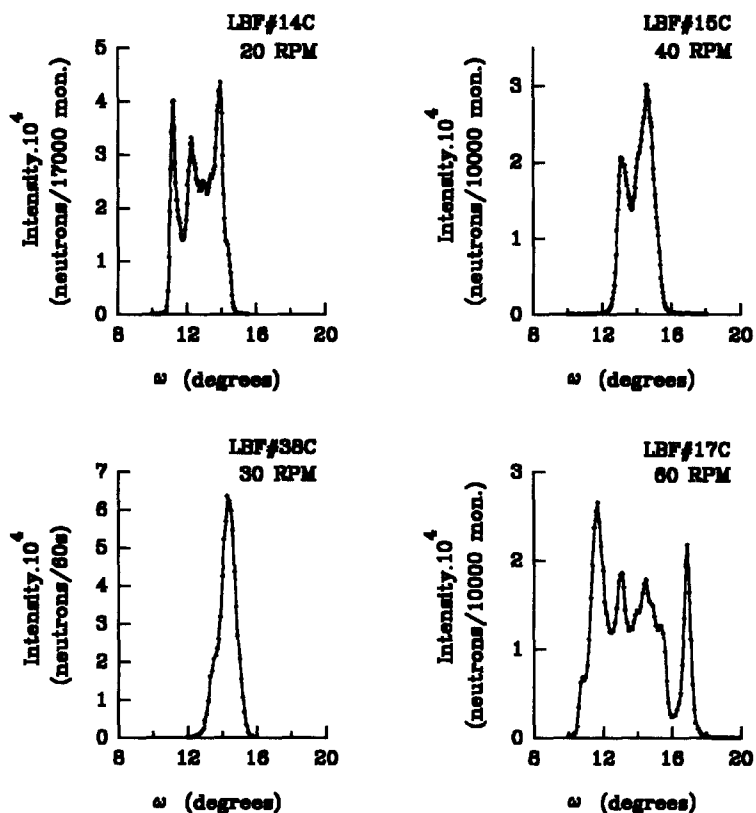 LBF#14C
20 RPM
5
4
3
2
1
0
Intensity.10^4
(neutrons/17000 mon.)
8 12 16 20
ω (degrees)
LBF#15C
40 RPM
3
2
1
0
Intensity.10^4
(neutrons/10000 mon.)
8 12 16 20
ω (degrees)
LBF#38C
30 RPM
7
6
5
4
3
2
1
0
Intensity.10^4
(neutrons/60s)
8 12 16 20
ω (degrees)
LBF#17C
60 RPM
3
2
1
0
Intensity.10^4
(neutrons/10000 mon.)
8 12 16 20
ω (degrees)